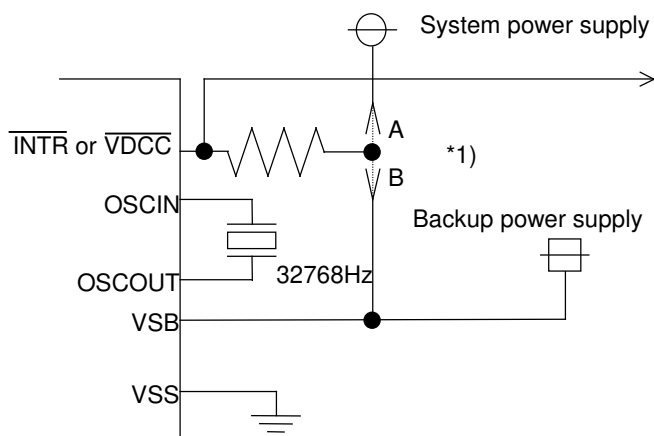 System power supply
A
INTR or VDCC
*1)
B
OSCIN
Backup power supply
32768Hz
OSCOUT
VSB
VSS